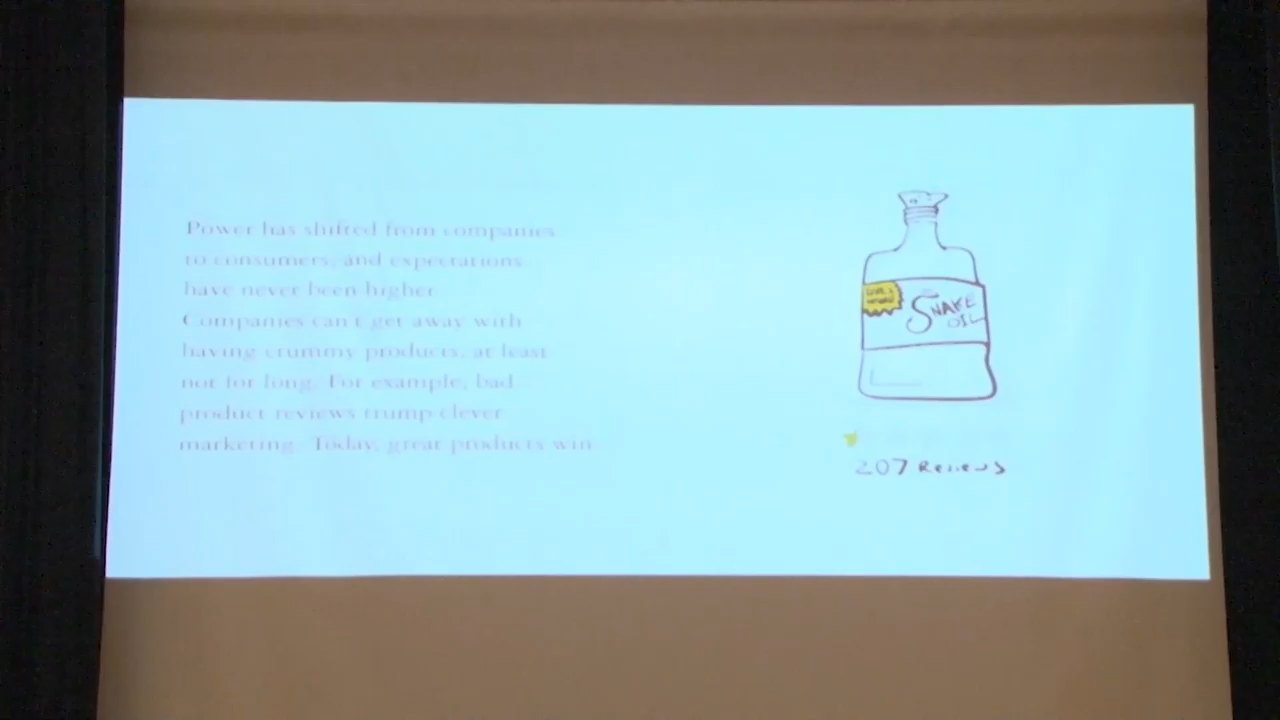 Power has shifted from companies
to consumers, and expectations
have never been higher.
Companies can't get away with
having crummy products, at least
not for long. For example, bad
product reviews trump clever
marketing. Today, great products win.
SNAKE
OIL
207 Reviews